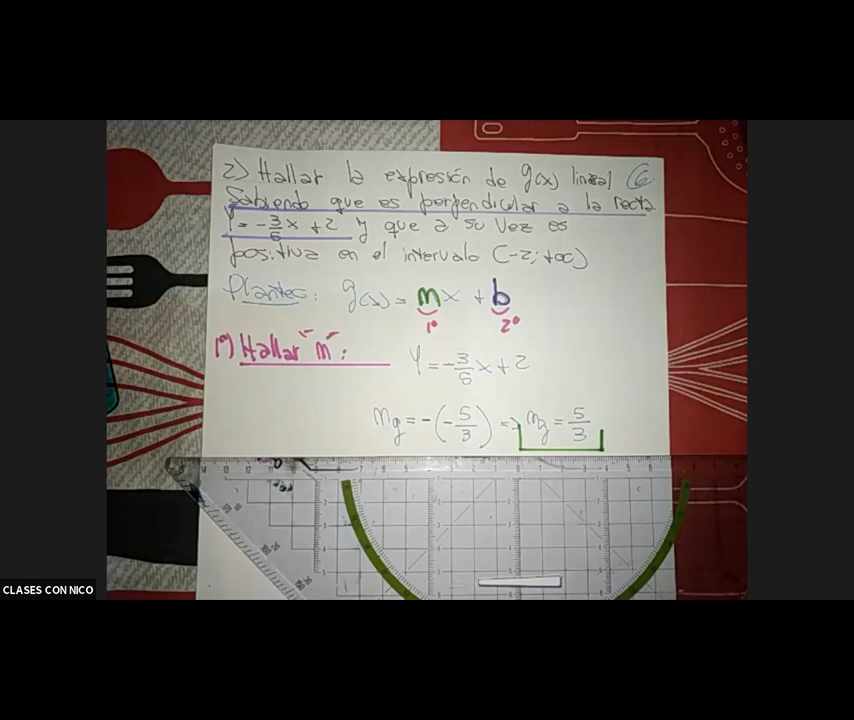 2) Hallar la expresión de g(x) lineal 6
Sabiendo que es perpendicular a la recta
Y = -3/5 x + 2 y que a su vez es
positiva en el intervalo (-2; +∞)
Planteo: g(x) = mx + b
1° 2°
1°) Hallar "m": Y = -3/5 x + 2
mg = -(-5/3) => mg = 5/3
CLASES CON NICO